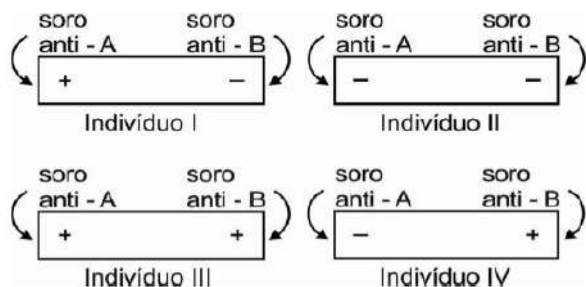 soro soro
anti - A anti - B
+ –
Indivíduo I
soro soro
anti - A anti - B
– –
Indivíduo II
soro soro
anti - A anti - B
+ +
Indivíduo III
soro soro
anti - A anti - B
– +
Indivíduo IV